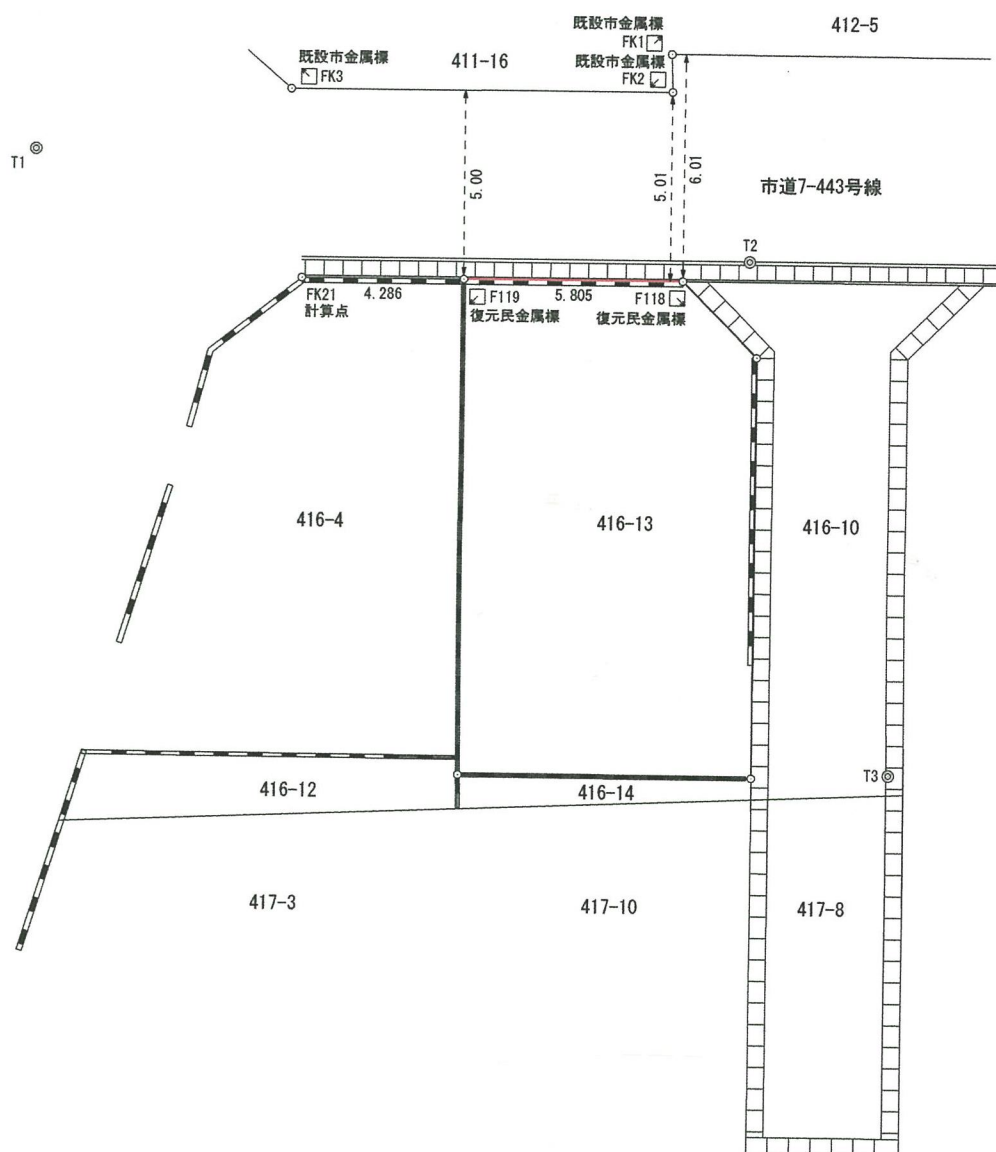 既設市金属標
FK1
412-5
既設市金属標
FK3
411-16
既設市金属標
FK2
T1
5.00
5.01
6.01
市道7-443号線
T2
FK21
計算点
4.286
F119
復元民金属標
5.805
F118
復元民金属標
416-4
416-13
416-10
416-12
416-14
T3
417-3
417-10
417-8